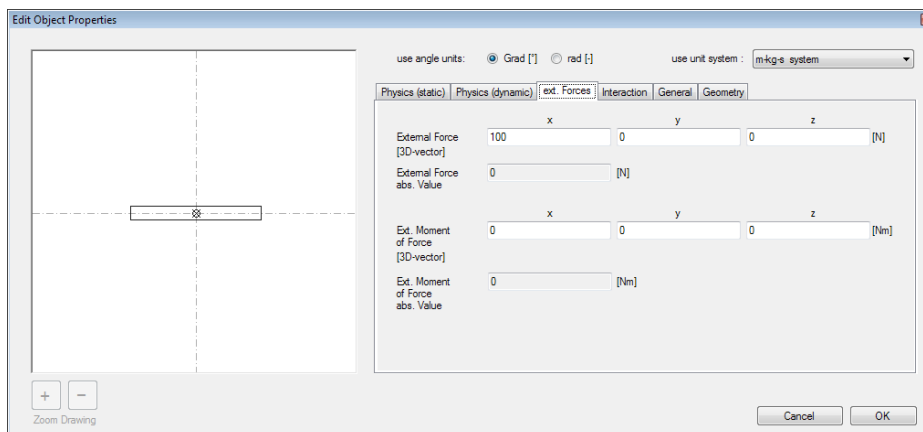 Edit Object Properties
use angle units: Grad [°] rad [-] use unit system : m-kg-s system
Physics (static) Physics (dynamic) ext. Forces Interaction General Geometry
x y z
External Force 100 0 0 [N]
[3D-vector]
External Force 0 [N]
abs. Value
x y z
Ext. Moment 0 0 0 [Nm]
of Force
[3D-vector]
Ext. Moment 0 [Nm]
of Force
abs. Value
+ −
Zoom Drawing
Cancel OK